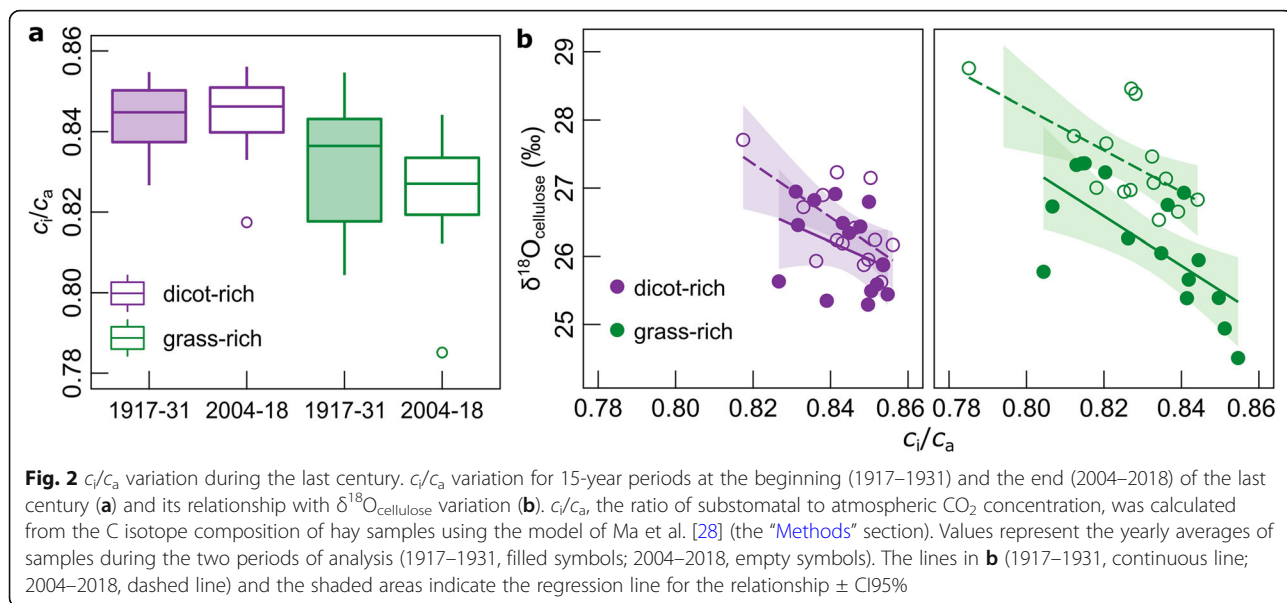 a
0.86
0.84
0.82
0.80
0.78
ci/ca
dicot-rich
grass-rich
1917-31 2004-18 1917-31 2004-18
b
29
28
27
26
25
δ18Ocellulose (‰)
dicot-rich
grass-rich
0.78 0.80 0.82 0.84 0.86 0.78 0.80 0.82 0.84 0.86
ci/ca
Fig. 2 ci/ca variation during the last century. ci/ca variation for 15-year periods at the beginning (1917–1931) and the end (2004–2018) of the last
century (a) and its relationship with δ18Ocellulose variation (b). ci/ca, the ratio of substomatal to atmospheric CO2 concentration, was calculated
from the C isotope composition of hay samples using the model of Ma et al. [28] (the “Methods” section). Values represent the yearly averages of
samples during the two periods of analysis (1917–1931, filled symbols; 2004–2018, empty symbols). The lines in b (1917–1931, continuous line;
2004–2018, dashed line) and the shaded areas indicate the regression line for the relationship ± CI95%